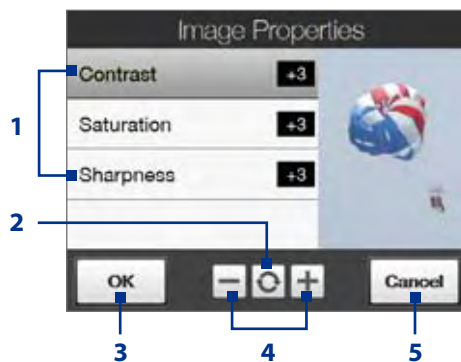 Image Properties
Contrast +3
1
Saturation +3
Sharpness +3
2
OK − +
Cancel
3 4 5